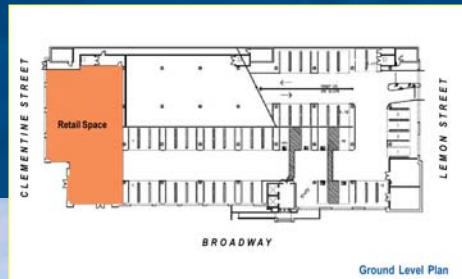 CLEMENTINE STREET
Retail Space
LEMON STREET
BROADWAY
Ground Level Plan